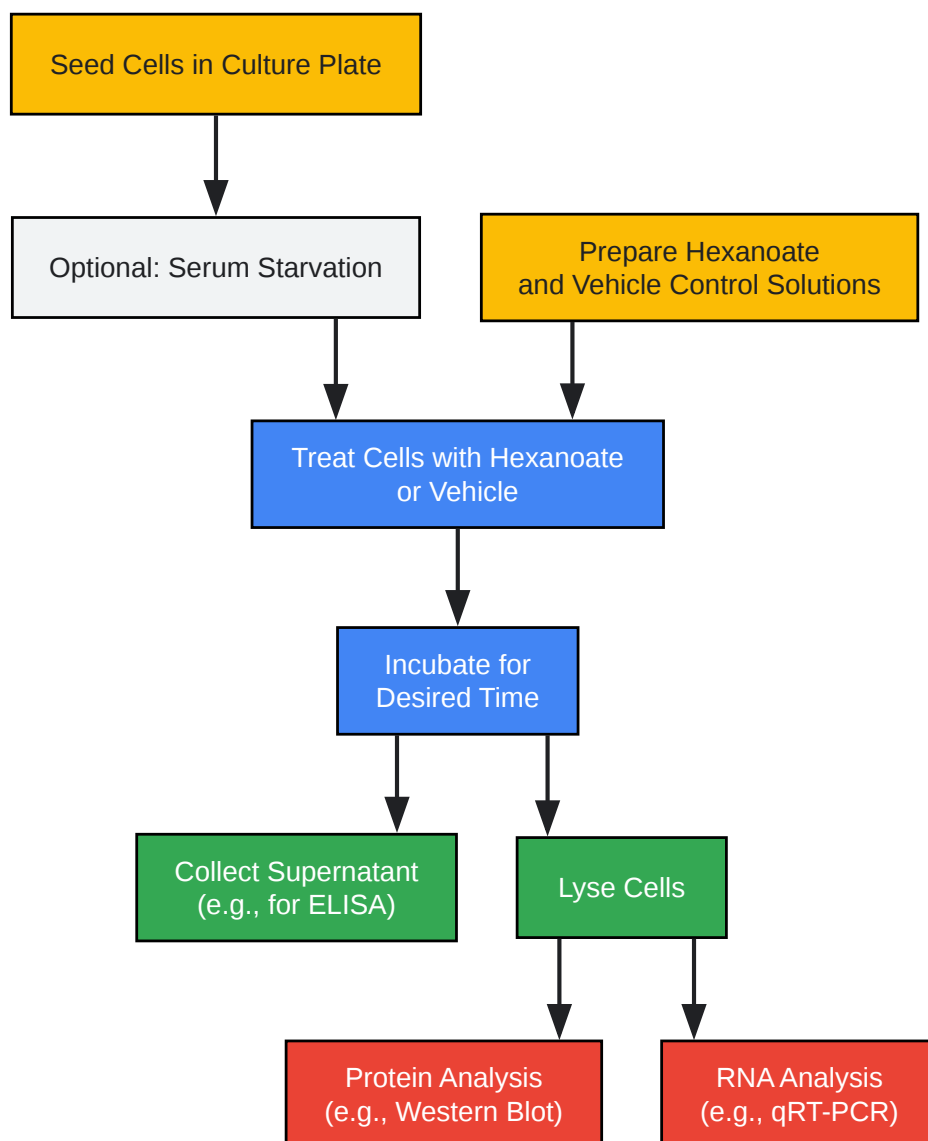 Seed Cells in Culture Plate
Optional: Serum Starvation
Prepare Hexanoate
and Vehicle Control Solutions
Treat Cells with Hexanoate
or Vehicle
Incubate for
Desired Time
Collect Supernatant
(e.g., for ELISA)
Lyse Cells
Protein Analysis
(e.g., Western Blot)
RNA Analysis
(e.g., qRT-PCR)